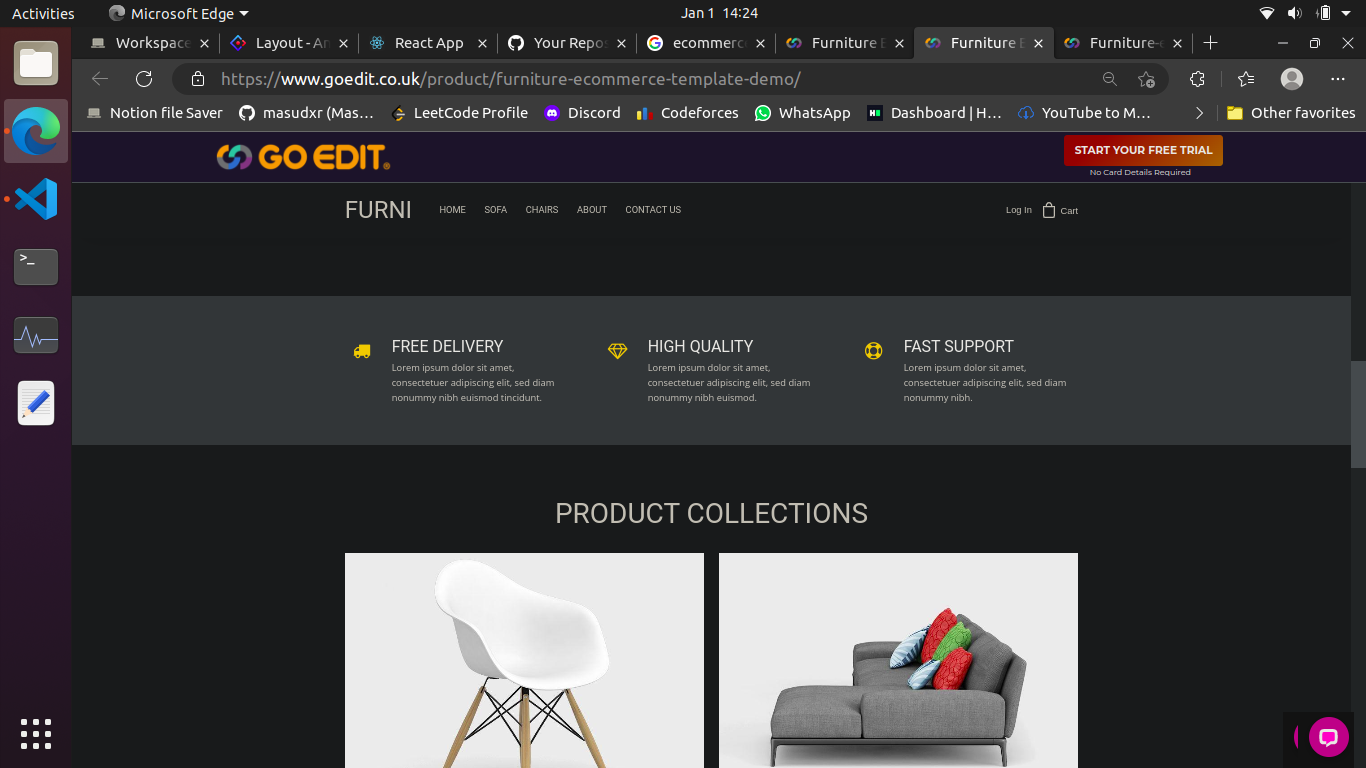 Activities
Microsoft Edge
Jan 1 14:24
Workspace
Layout - An
React App
Your Repos
ecommerc
Furniture E
Furniture E
Furniture-e
https://www.goedit.co.uk/product/furniture-ecommerce-template-demo/
Notion file Saver
masudxr (Mas...
LeetCode Profile
Discord
Codeforces
WhatsApp
Dashboard | H...
YouTube to M...
Other favorites
GO EDIT®
START YOUR FREE TRIAL
No Card Details Required
FURNI
HOME
SOFA
CHAIRS
ABOUT
CONTACT US
Log In
Cart
FREE DELIVERY
Lorem ipsum dolor sit amet,
consectetuer adipiscing elit, sed diam
nonummy nibh euismod tincidunt.
HIGH QUALITY
Lorem ipsum dolor sit amet,
consectetuer adipiscing elit, sed diam
nonummy nibh euismod.
FAST SUPPORT
Lorem ipsum dolor sit amet,
consectetuer adipiscing elit, sed diam
nonummy nibh.
PRODUCT COLLECTIONS